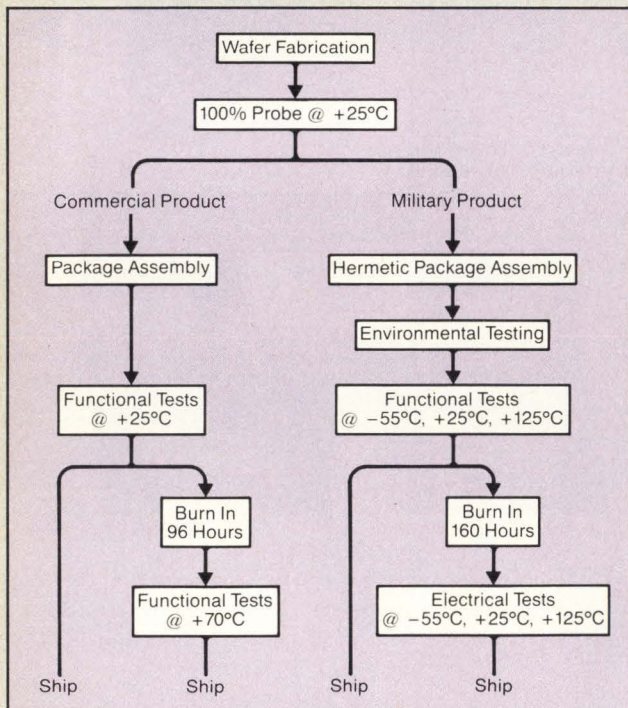 Wafer Fabrication
100% Probe @ +25°C
Commercial Product
Military Product
Package Assembly
Hermetic Package Assembly
Environmental Testing
Functional Tests
@ +25°C
Functional Tests
@ −55°C, +25°C, +125°C
Burn In
96 Hours
Burn In
160 Hours
Functional Tests
@ +70°C
Electrical Tests
@ −55°C, +25°C, +125°C
Ship
Ship
Ship
Ship